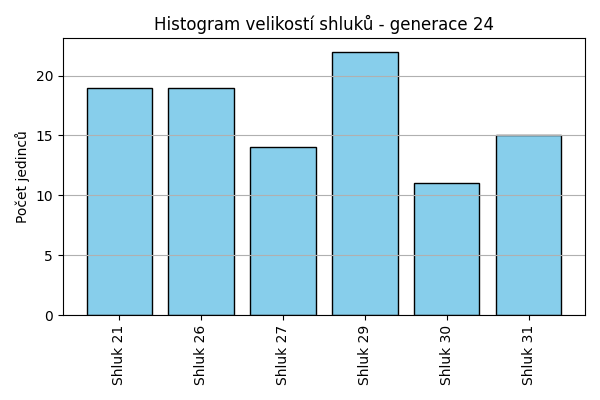 Histogram velikostí shluků - generace 24
Počet jedinců
20
15
10
5
0
Shluk 21
Shluk 26
Shluk 27
Shluk 29
Shluk 30
Shluk 31